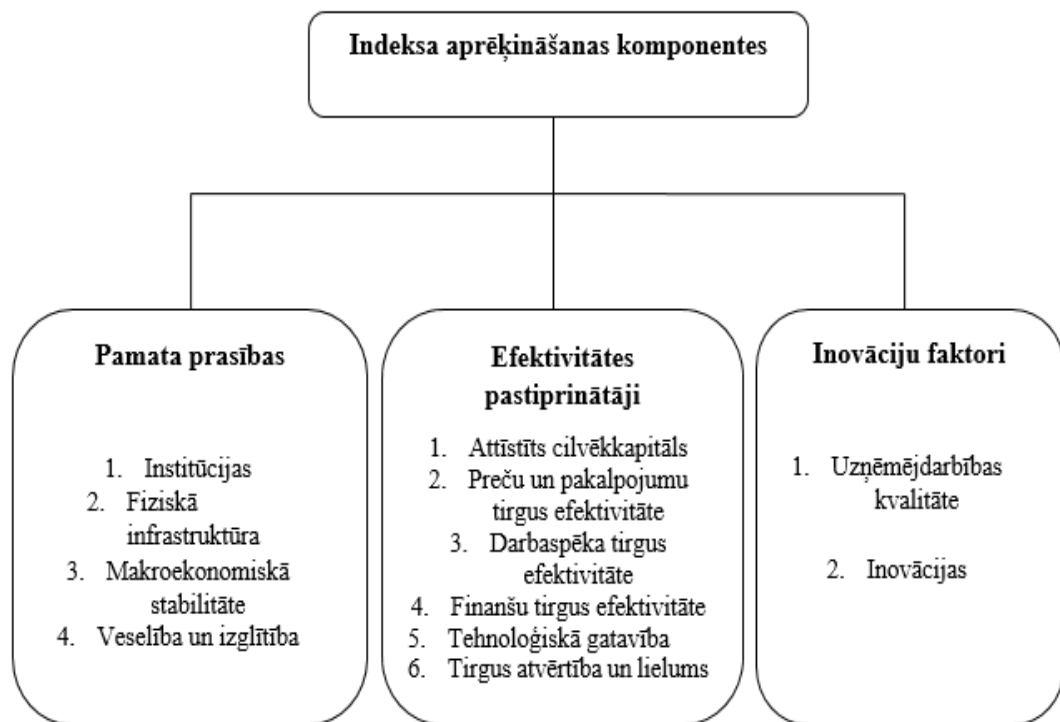 Indeksa aprēķināšanas komponentes
Pamata prasības
1. Institūcijas
2. Fiziskā
infrastruktūra
3. Makroekonomiskā
stabilitāte
4. Veselība un izglītība
Efektivitātes
pastiprinātāji
1. Attīstīts cilvēkkapitāls
2. Preču un pakalpojumu
tirgus efektivitāte
3. Darbaspēka tirgus
efektivitāte
4. Finanšu tirgus efektivitāte
5. Tehnoloģiskā gatavība
6. Tirgus atvērtība un lielums
Inovāciju faktori
1. Uzņēmējdarbības
kvalitāte
2. Inovācijas